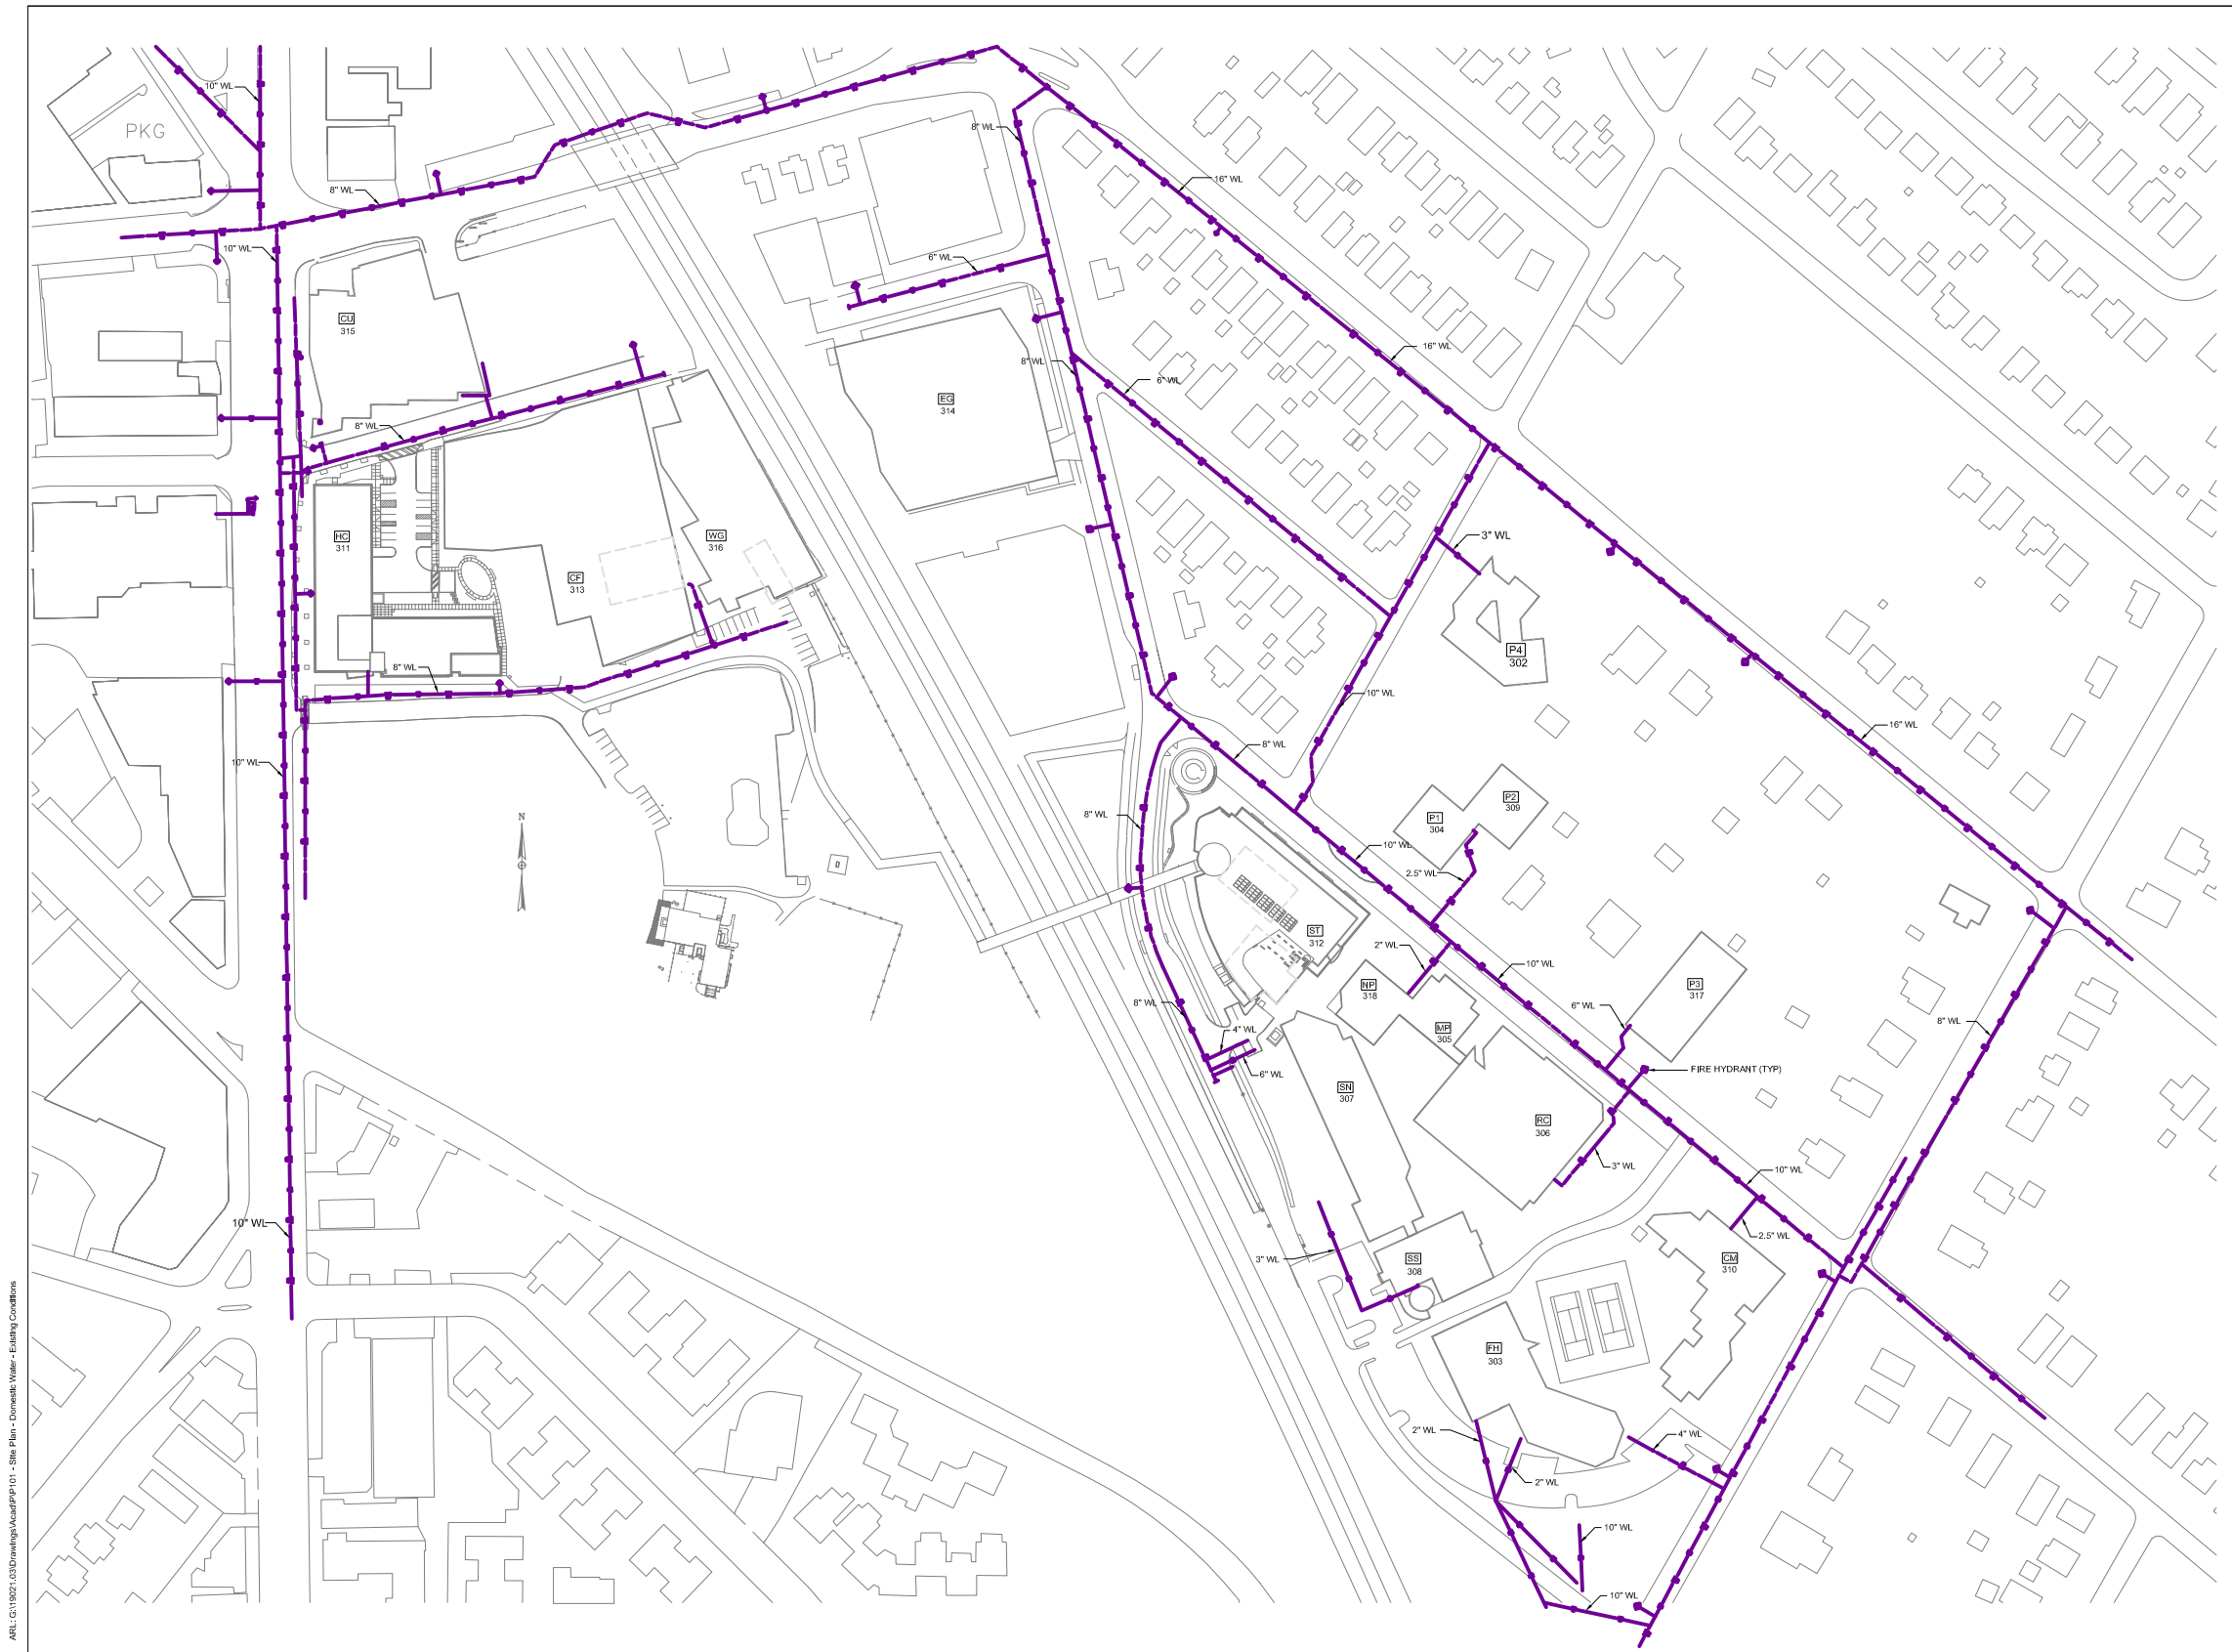 10" WL
PKG
8" WL
8" WL
16" WL
10" WL
6" WL
CU
315
16" WL
8" WL
6" WL
EG
314
8" WL
3" WL
HC
311
WG
316
CF
313
P4
302
8" WL
10" WL
16" WL
8" WL
10" WL
P2
309
8" WL
P1
304
N
10" WL
2.5" WL
ST
312
2" WL
10" WL
NP
318
P3
317
8" WL
6" WL
MP
305
8" WL
4" WL
FIRE HYDRANT (TYP)
6" WL
SN
307
RC
306
3" WL
10" WL
10" WL
2.5" WL
3" WL
SS
308
CM
310
FH
303
2" WL
4" WL
2" WL
10" WL
10" WL
ARL: G:\19021.03\Drawings\Acad\P\P101 - Site Plan - Domestic Water - Existing Conditions